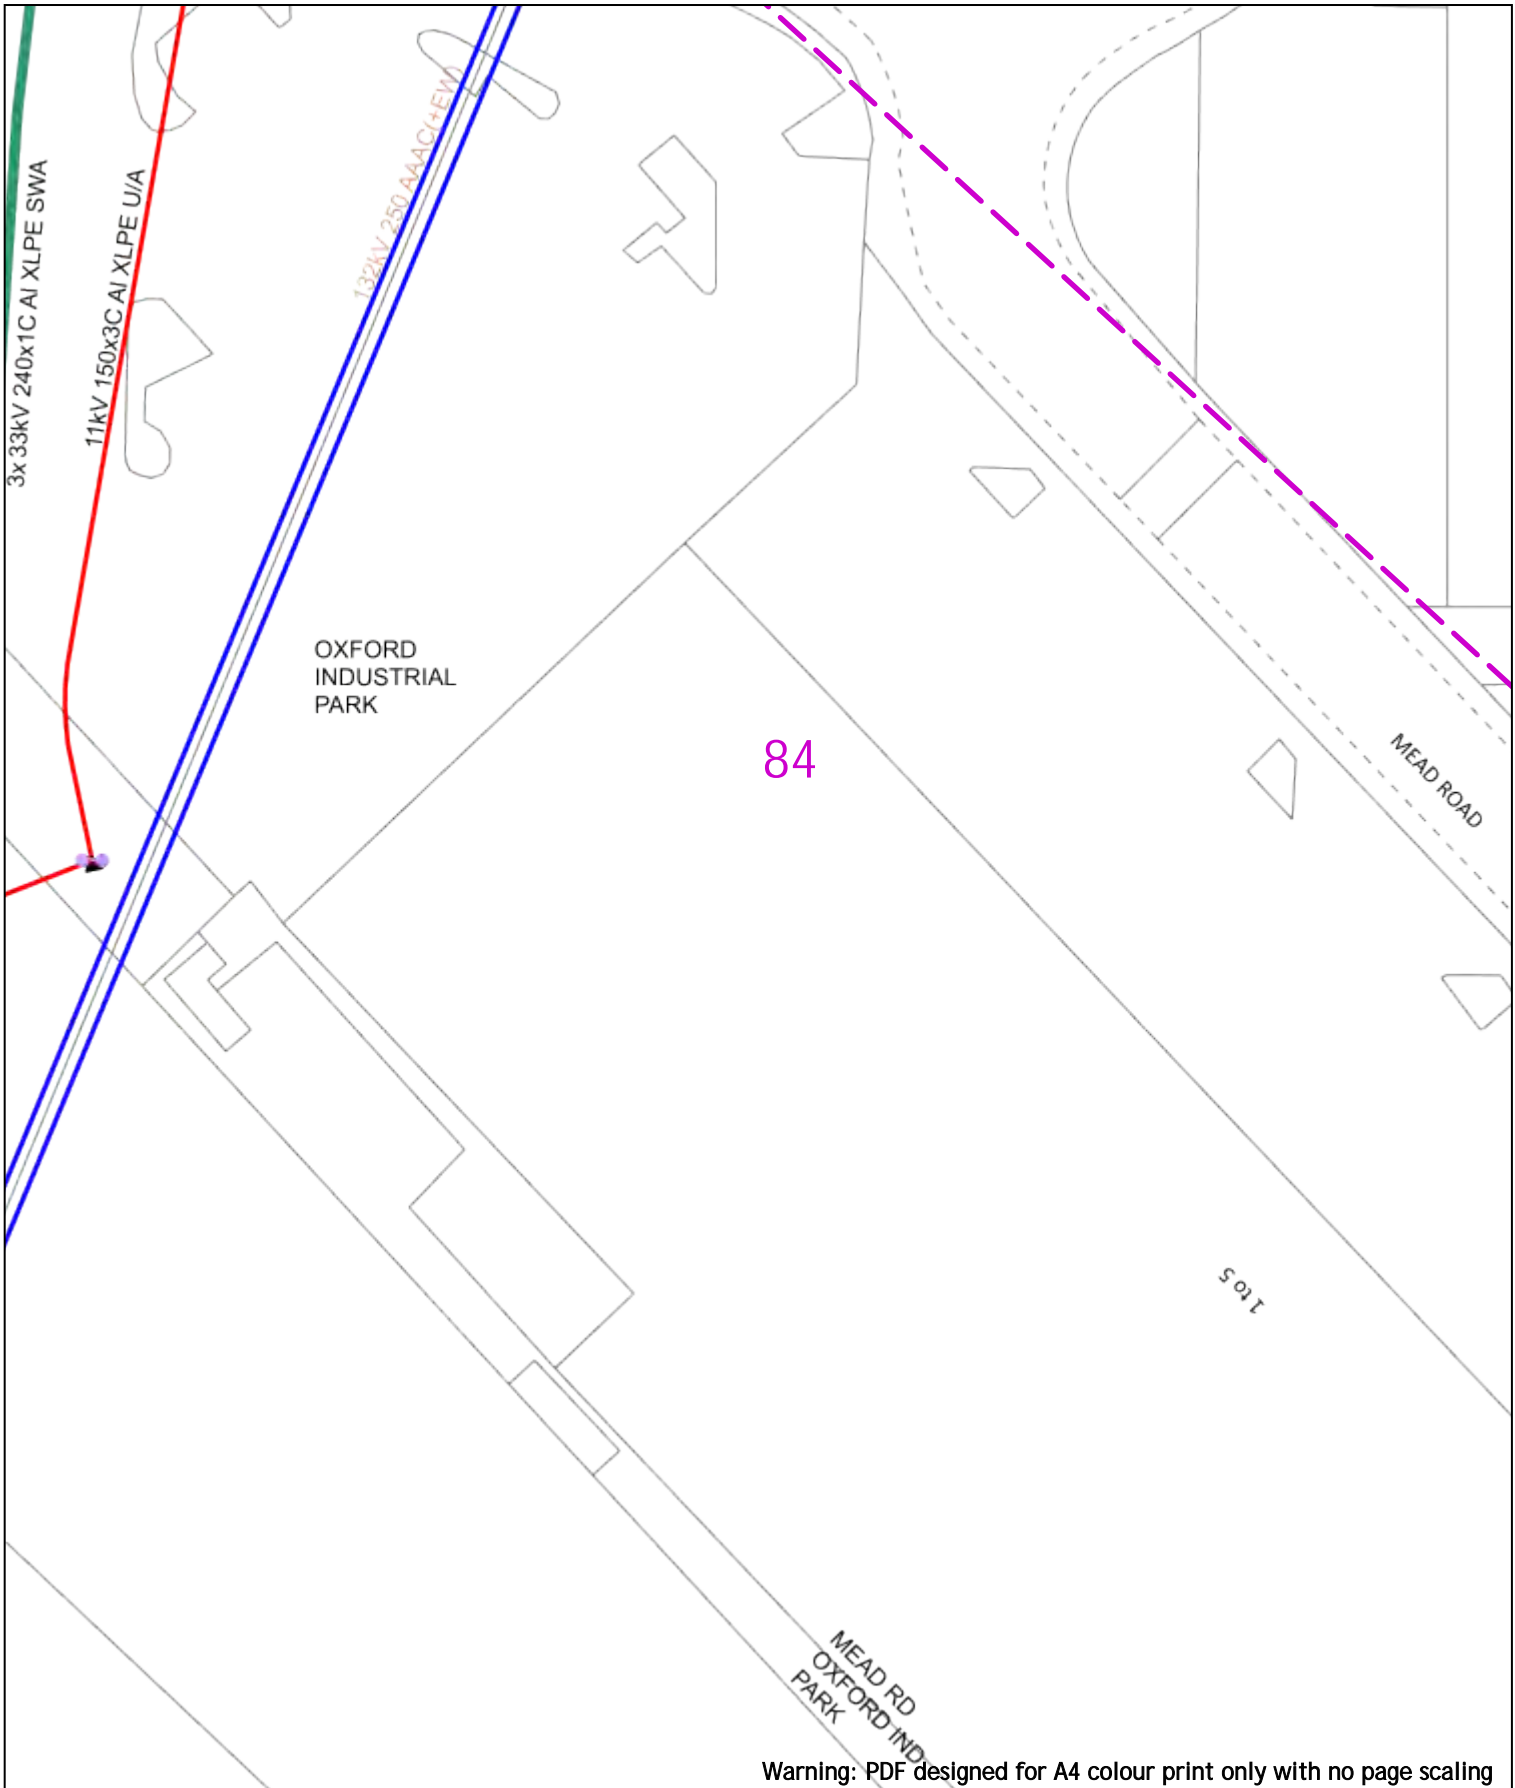 3x 33kV 240x1C Al XLPE SWA
11kV 150x3C Al XLPE U/A
132kV 250 AAAC(+EW)
OXFORD
INDUSTRIAL
PARK
84
MEAD ROAD
1 to 5
MEAD RD
OXFORD IND
PARK
Warning: PDF designed for A4 colour print only with no page scaling